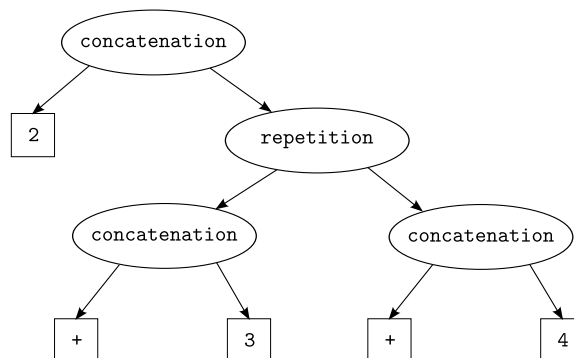 concatenation
2
repetition
concatenation
concatenation
+
3
+
4